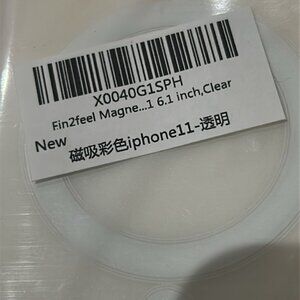 X0040G1SPH
Fin2feel Magne...1 6.1 inch,Clear
New
磁吸彩色iphone11-透明